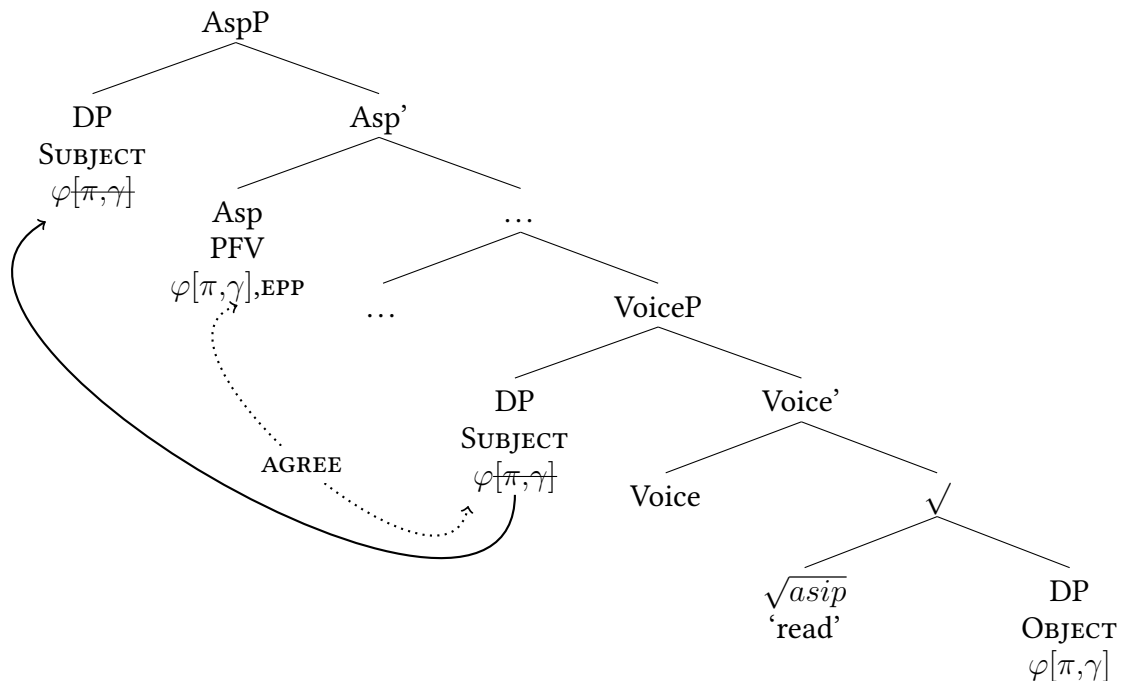 AspP
DP
SUBJECT
φ[π,γ]
Asp’
Asp
PFV
φ[π,γ],EPP
…
…
VoiceP
DP
SUBJECT
φ[π,γ]
AGREE
Voice’
Voice
√
√asip
‘read’
DP
OBJECT
φ[π,γ]